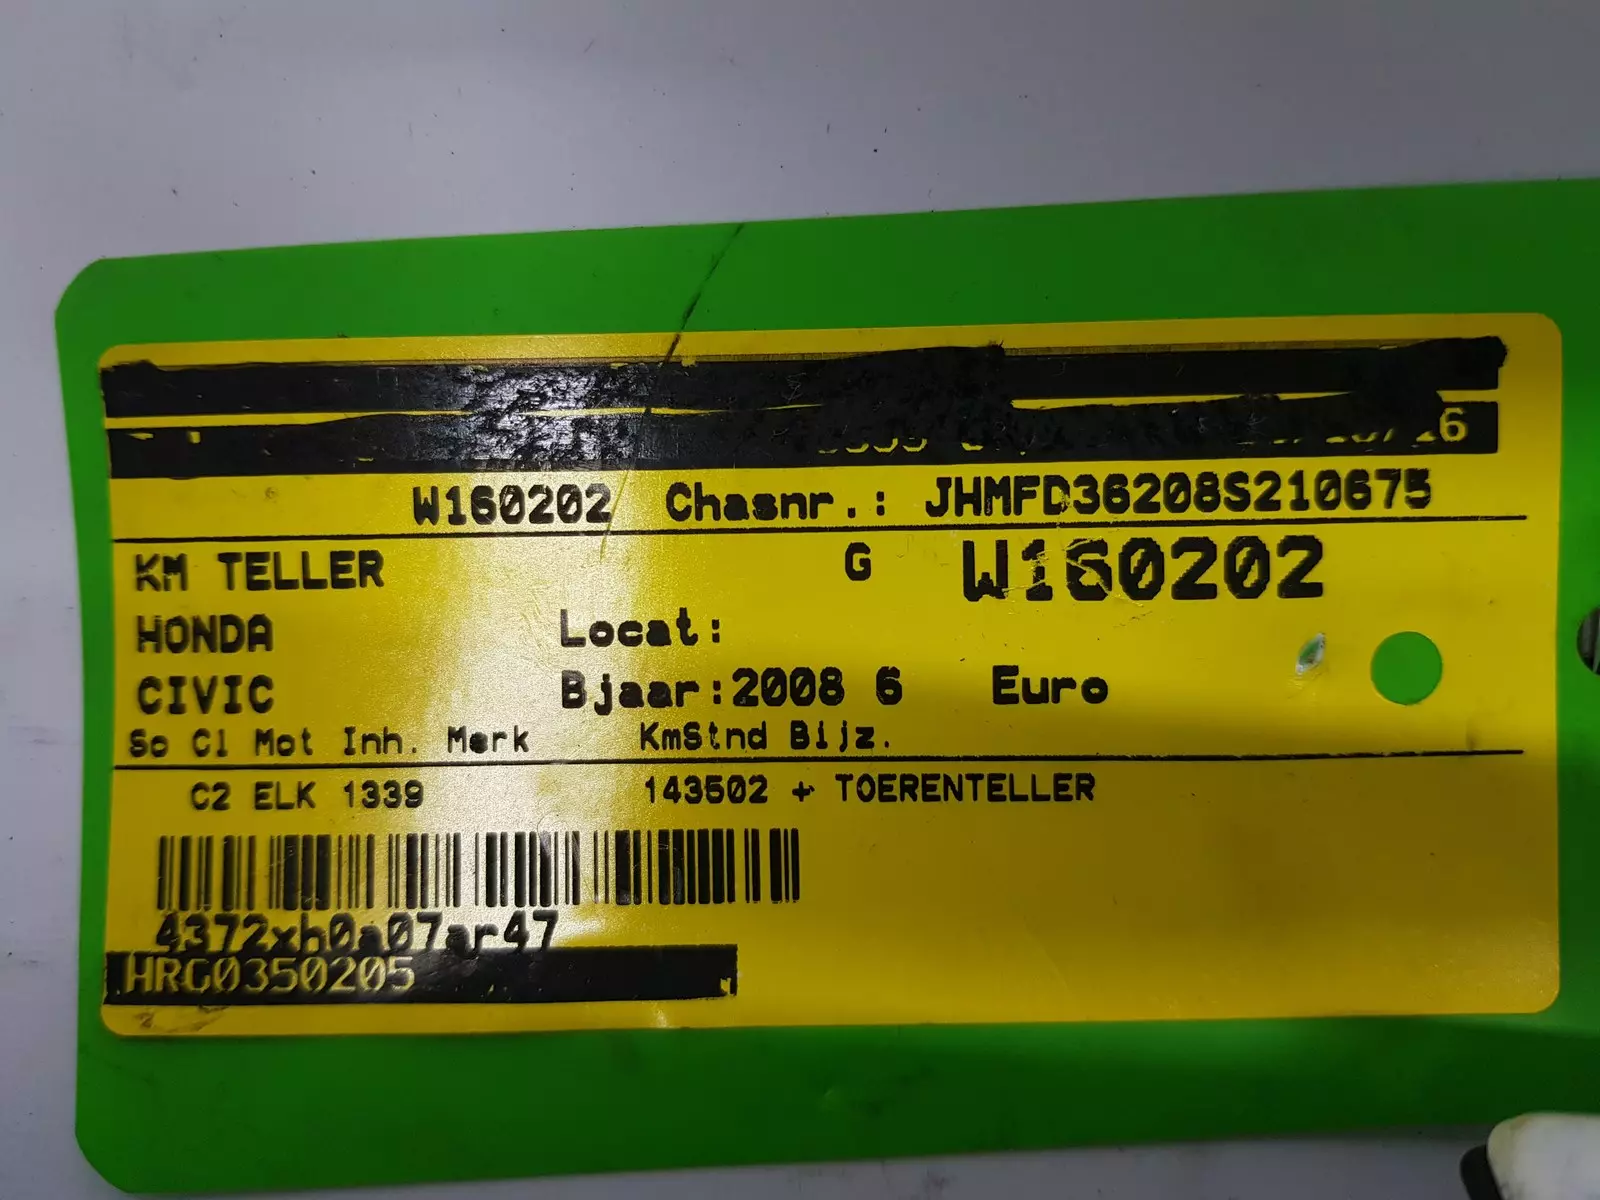 W160202 Chasnr.: JHMFD36208S210675
KM TELLER G W160202
HONDA Locat:
CIVIC Bjaar:2008 6 Euro
So Cl Mot Inh. Merk KmStnd Bijz.
C2 ELK 1339 143502 + TOERENTELLER
4372xh0a07ar47
HRG0350205